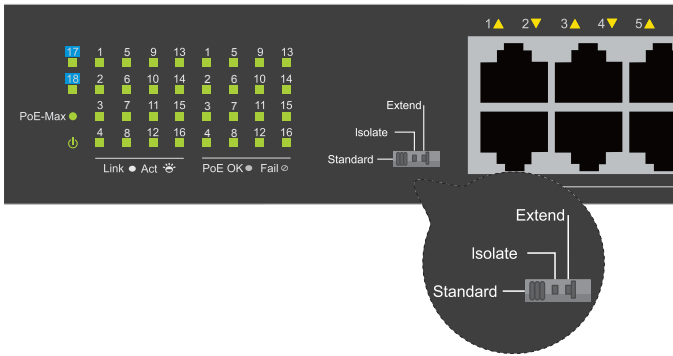 1▲ 2▼ 3▲ 4▼ 5▲
17 1 5 9 13 1 5 9 13
18 2 6 10 14 2 6 10 14
PoE-Max 3 7 11 15 3 7 11 15
4 8 12 16 4 8 12 16
Link Act PoE OK Fail
Extend
Isolate
Standard
Extend
Isolate
Standard